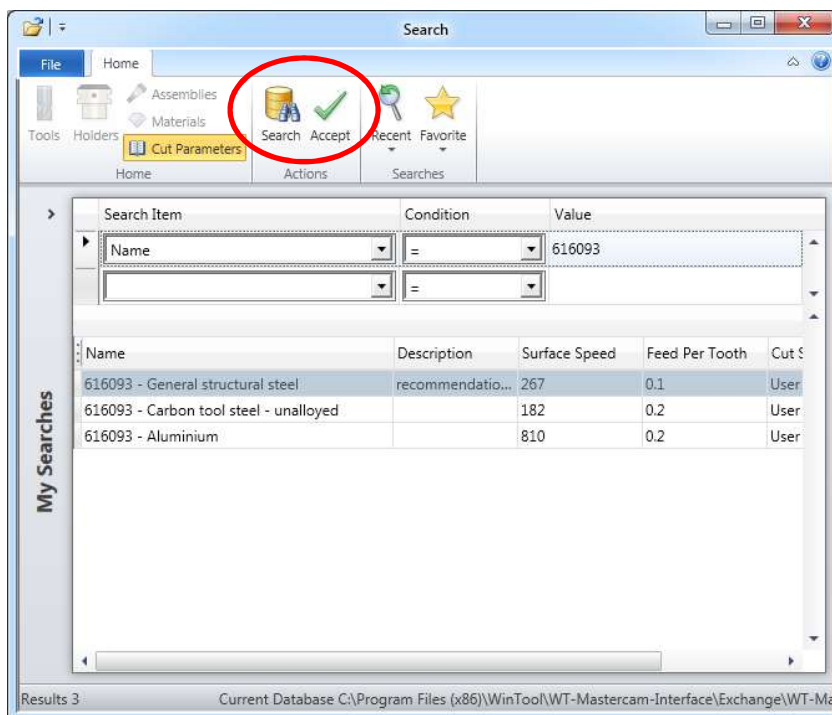 Search
File Home
Tools
Holders
Assemblies
Materials
Cut Parameters
Home
Search Accept
Actions
Recent Favorite
Searches
Search Item Condition Value
Name = 616093
=
Name Description Surface Speed Feed Per Tooth Cut S
616093 - General structural steel recommendatio... 267 0.1 User
616093 - Carbon tool steel - unalloyed 182 0.2 User
616093 - Aluminium 810 0.2 User
My Searches
Results 3 Current Database C:\Program Files (x86)\WinTool\WT-Mastercam-Interface\Exchange\WT-Ma